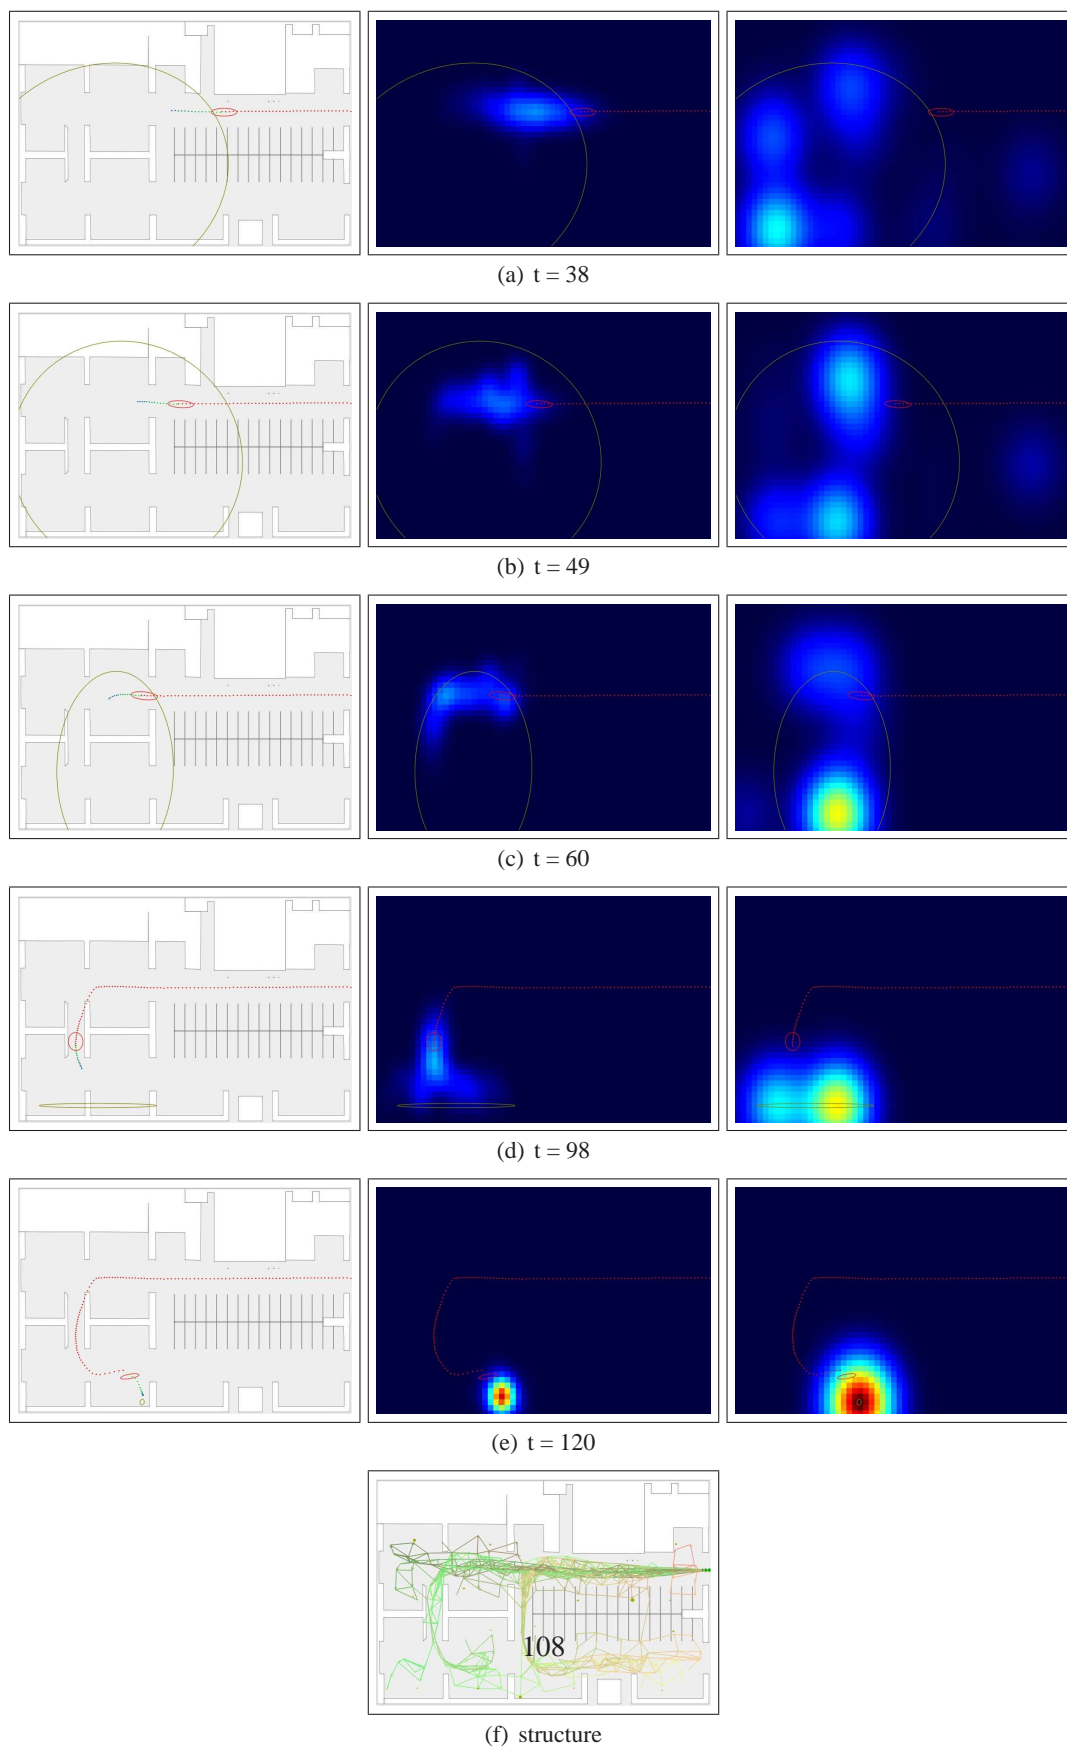 (a) t = 38
(b) t = 49
(c) t = 60
(d) t = 98
(e) t = 120
108
(f) structure